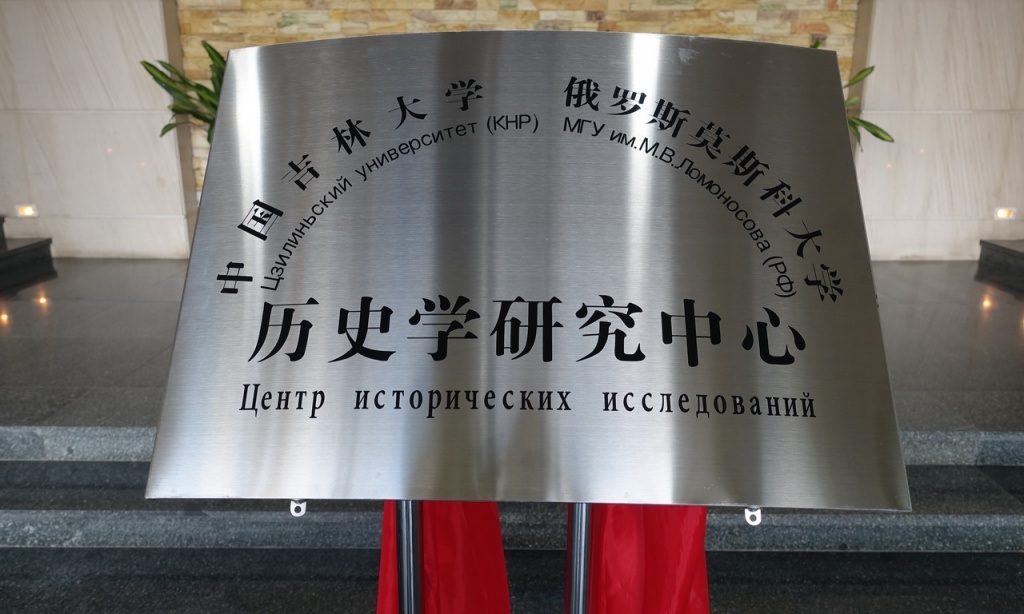 中国吉林大学 俄罗斯莫斯科大学
Цзилиньский университет (КНР) МГУ им.М.В.Ломоносова (РФ)
历史学研究中心
Центр исторических исследований